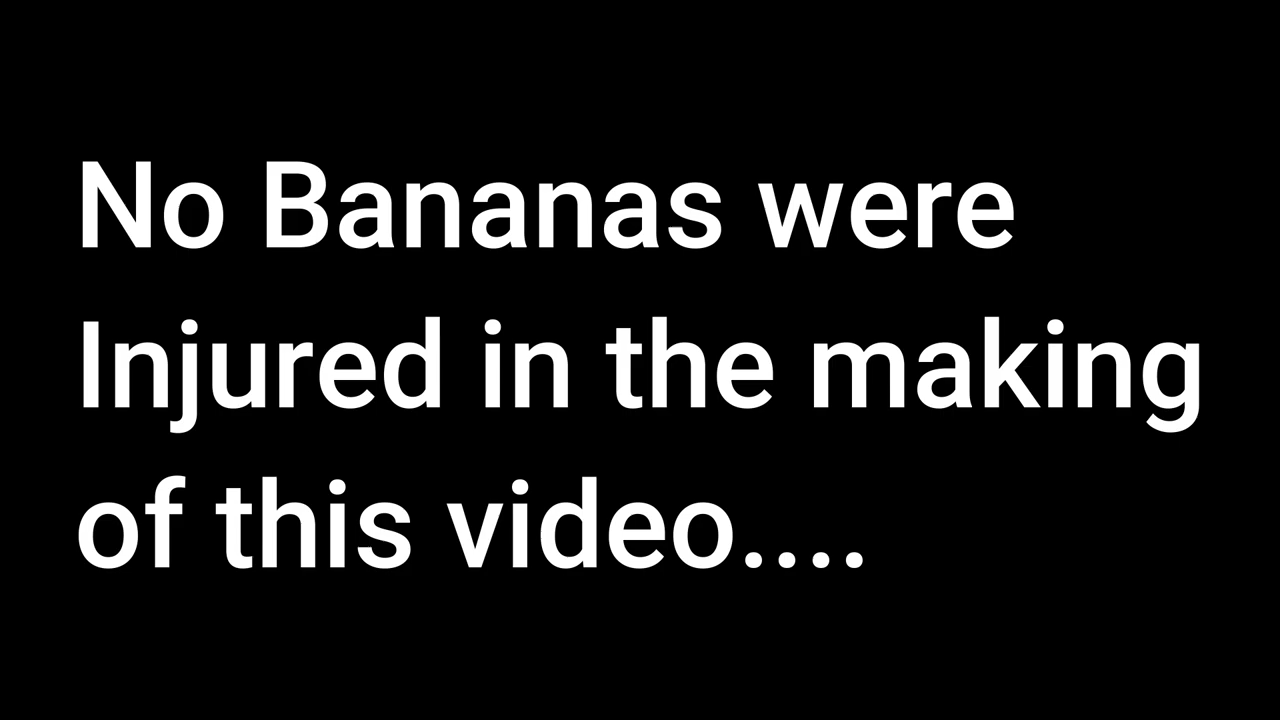 No Bananas were
Injured in the making
of this video....